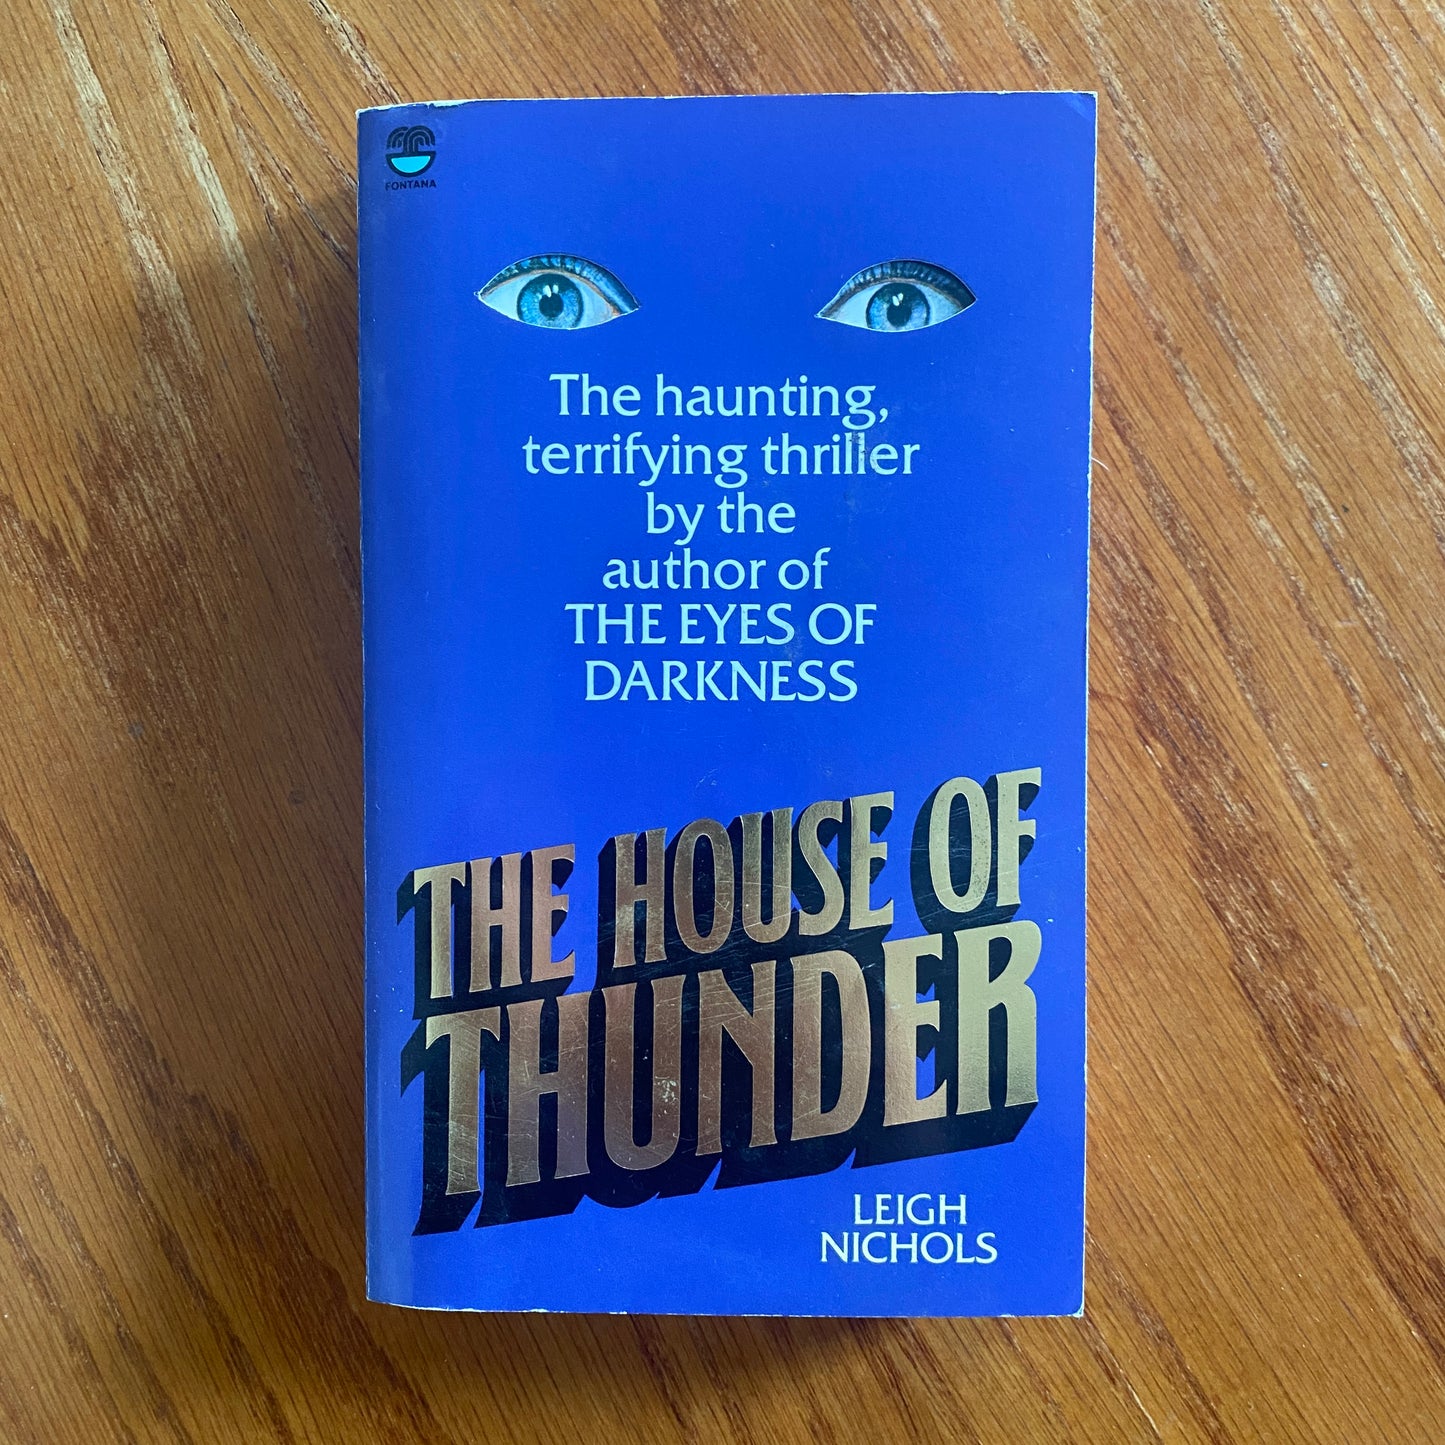 FONTANA
The haunting,
terrifying thriller
by the
author of
THE EYES OF
DARKNESS
THE HOUSE OF
THUNDER
LEIGH
NICHOLS